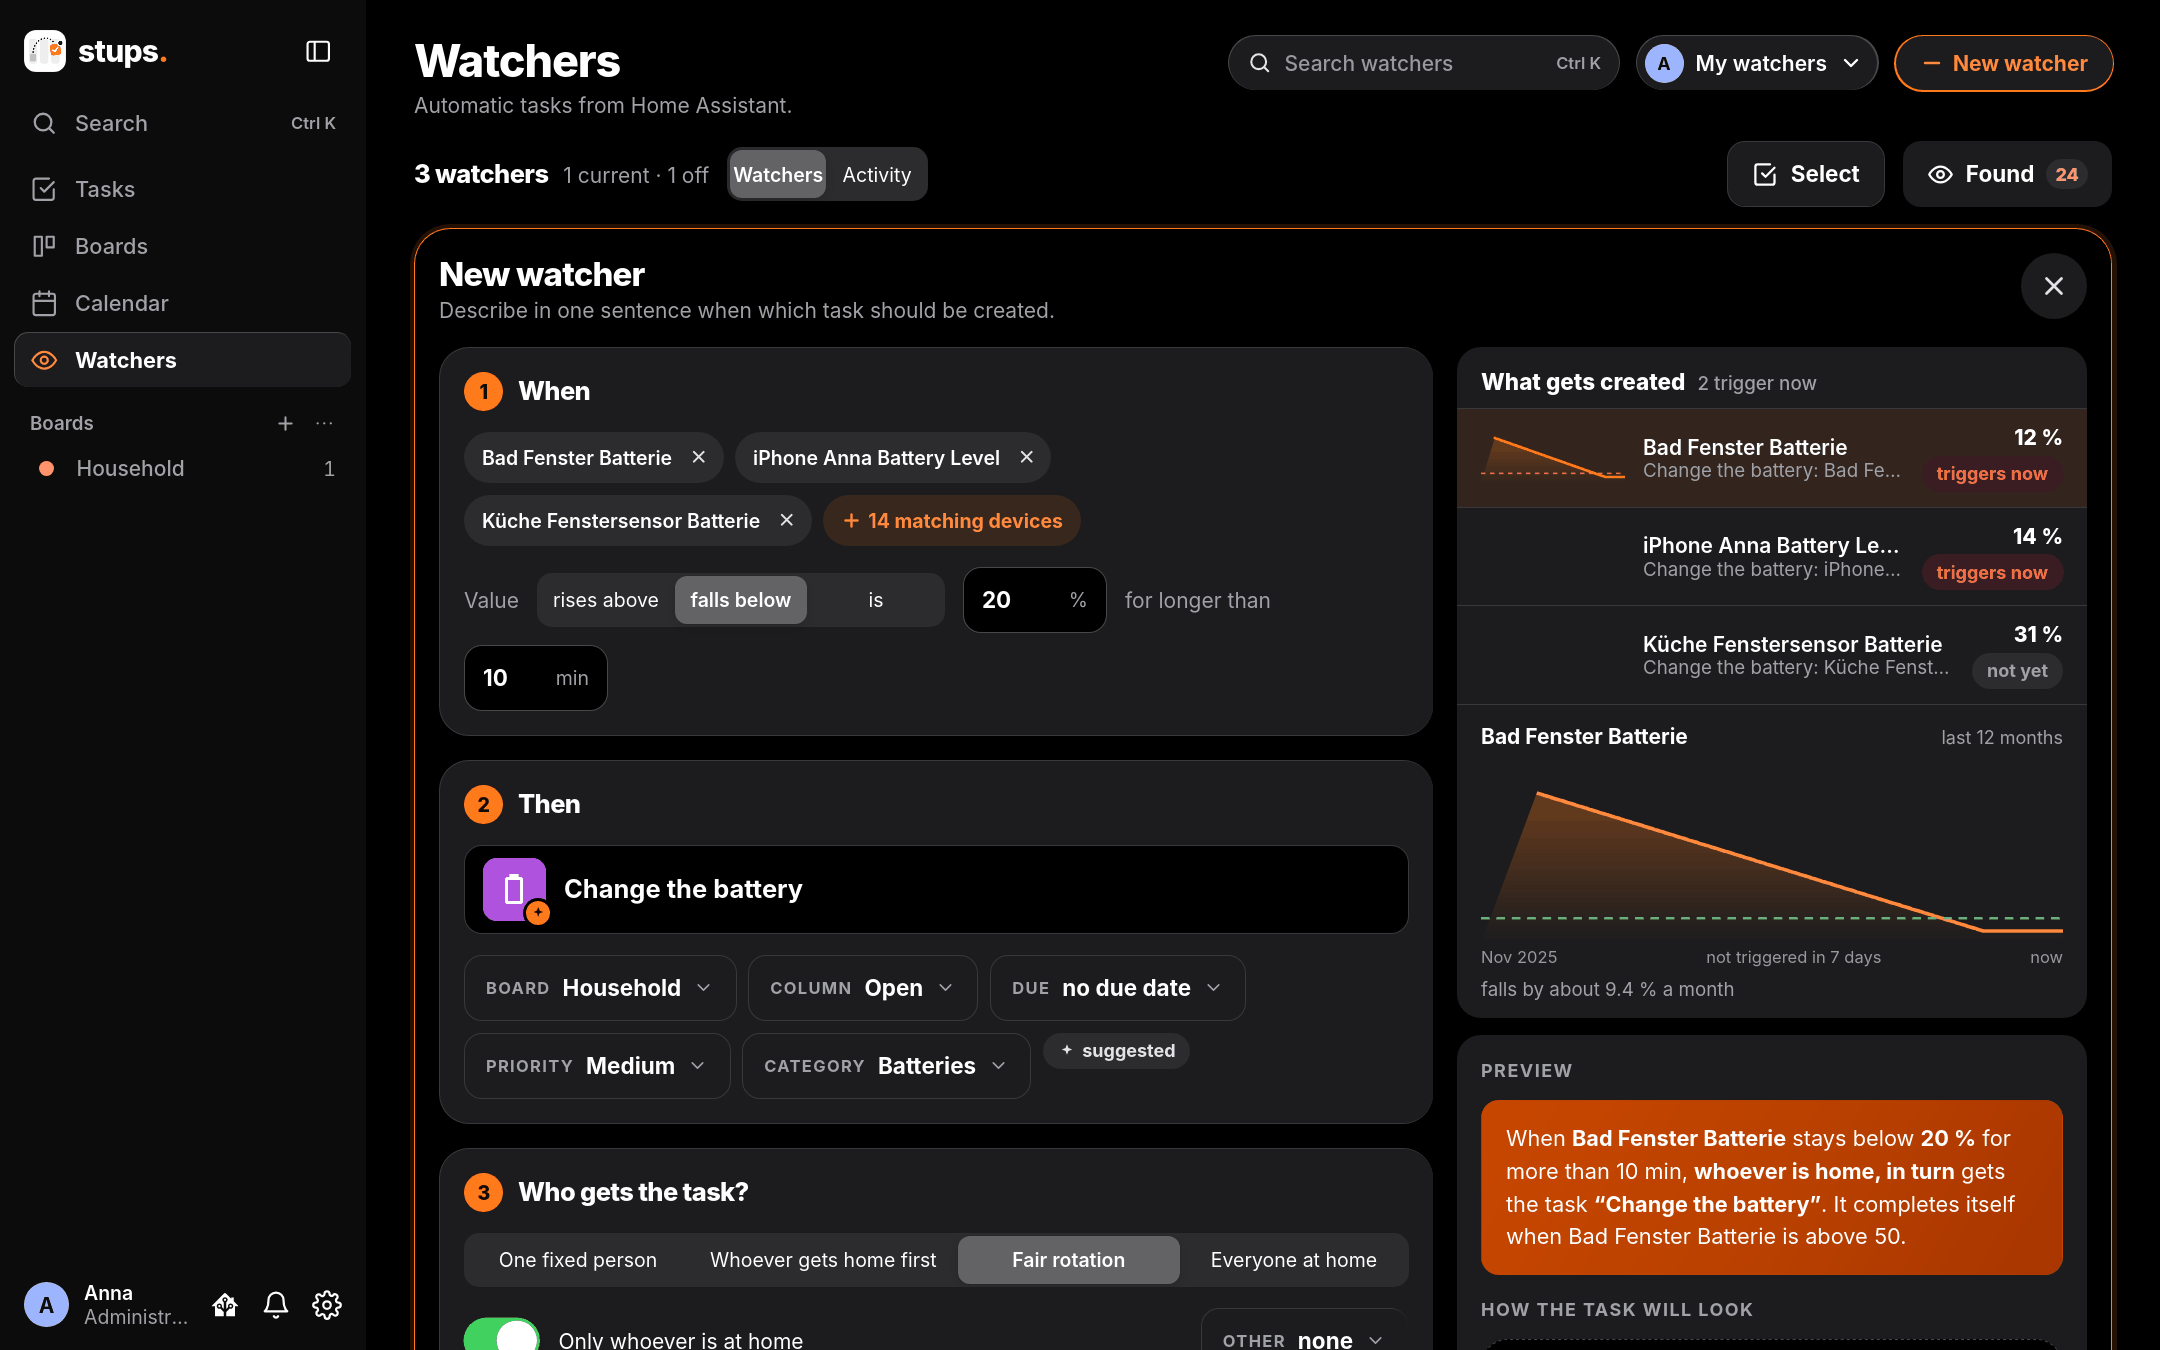 stups.
Search Ctrl K
Tasks
Boards
Calendar
Watchers
Boards
Household 1
A Anna
Administr...
Watchers
Automatic tasks from Home Assistant.
Search watchers Ctrl K
A My watchers
New watcher
3 watchers 1 current · 1 off
Watchers Activity
Select
Found 24
New watcher
Describe in one sentence when which task should be created.
1 When
Bad Fenster Batterie
iPhone Anna Battery Level
Küche Fenstersensor Batterie
+ 14 matching devices
Value rises above falls below is 20 % for longer than
10 min
2 Then
Change the battery
BOARD Household
COLUMN Open
DUE no due date
PRIORITY Medium
CATEGORY Batteries
suggested
3 Who gets the task?
One fixed person Whoever gets home first Fair rotation Everyone at home
Only whoever is at home
OTHER none
What gets created 2 trigger now
Bad Fenster Batterie 12 %
Change the battery: Bad Fe... triggers now
iPhone Anna Battery Le... 14 %
Change the battery: iPhone... triggers now
Küche Fenstersensor Batterie 31 %
Change the battery: Küche Fenst... not yet
Bad Fenster Batterie last 12 months
Nov 2025 not triggered in 7 days now
falls by about 9.4 % a month
PREVIEW
When Bad Fenster Batterie stays below 20 % for
more than 10 min, whoever is home, in turn gets
the task “Change the battery”. It completes itself
when Bad Fenster Batterie is above 50.
HOW THE TASK WILL LOOK